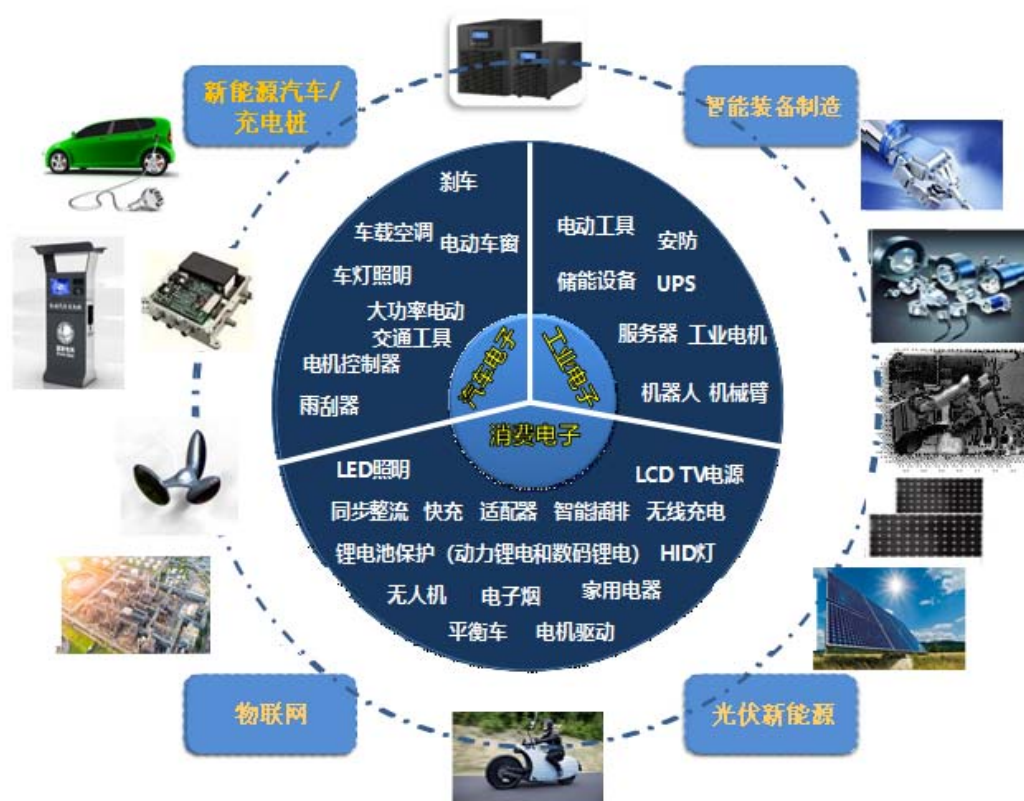 新能源汽车/
充电桩
智能装备制造
刹车
车载空调
电动车窗
车灯照明
大功率电动
交通工具
电机控制器
雨刮器
汽车电子
电动工具
安防
储能设备
UPS
服务器
工业电机
机器人
机械臂
工业电子
消费电子
LED照明
LCD TV电源
同步整流
快充
适配器
智能插排
无线充电
锂电池保护（动力锂电和数码锂电）
HID灯
无人机
电子烟
家用电器
平衡车
电机驱动
物联网
光伏新能源